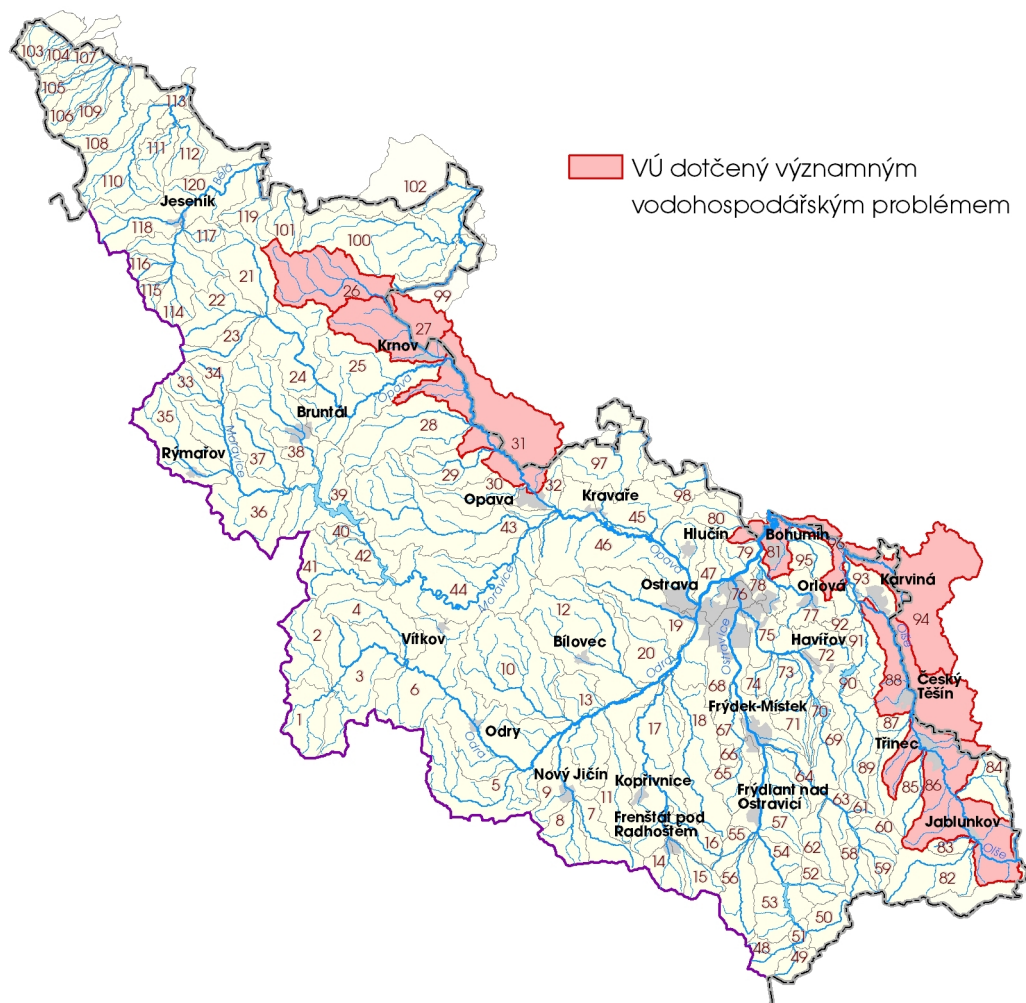 103 104 107
105
113
106 109
108
111
112
102
VÚ dotčený významným
vodohospodářským problémem
110
120
Bělá
Jeseník
118
119
117
101
100
116
21
115
26
99
114
22
27
23
Krnov
33
34
24
25
Opava
35
Bruntál
28
31
Rýmařov
Moravice
37
38
29
97
30
32
98
Opava
Kravaře
36
39
40
43
45
80
Hlučín
Bohumín
96
42
46
Opava
79
81
95
41
44
Moravice
47
78
Orlová
93
Karviná
Ostrava
76
77
94
4
12
19
92
Olše
2
Vítkov
Bílovec
20
75
Havířov
91
Ostravice
72
3
10
Odra
73
88
Český
Těšín
6
13
68
74
90
1
Odry
17
18
Frýdek-Místek
70
71
87
67
69
Třinec
84
Odra
66
65
64
89
85
86
5
Nový Jičín
Kopřivnice
Frýdlant nad
Ostravicí
63
61
9
11
Jablunkov
8
7
Frenštát pod
Radhoštěm
57
60
55
16
62
58
83
Olše
14
54
59
15
56
52
82
53
50
51
48
49